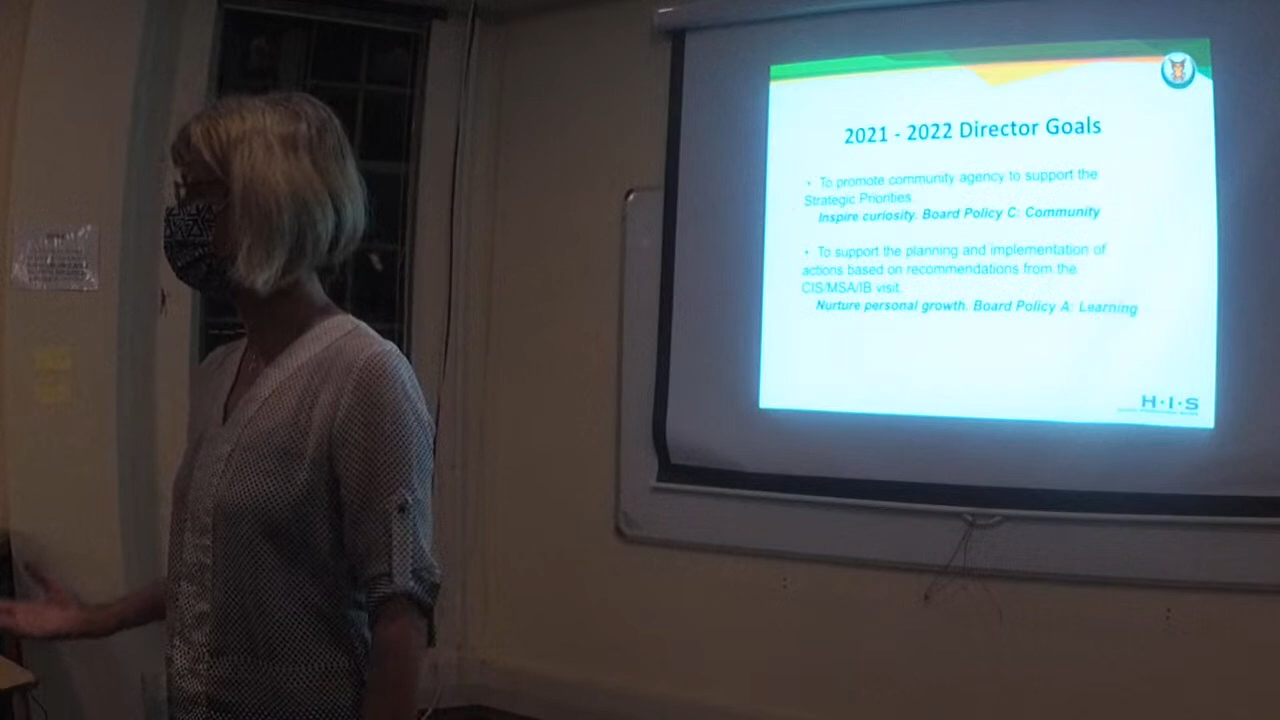 2021 - 2022 Director Goals
• To promote community agency to support the
Strategic Priorities.
Inspire curiosity. Board Policy C: Community
• To support the planning and implementation of
actions based on recommendations from the
CIS/MSA/IB visit.
Nurture personal growth. Board Policy A: Learning
H·I·S